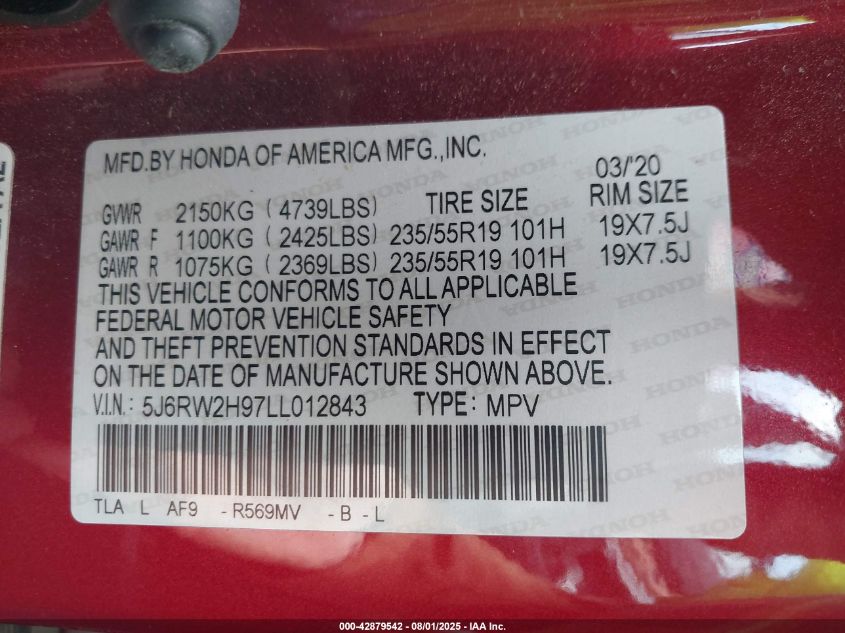 MFD.BY HONDA OF AMERICA MFG.,INC.
03/'20
GVWR 2150KG ( 4739LBS) TIRE SIZE RIM SIZE
GAWR F 1100KG ( 2425LBS) 235/55R19 101H 19X7.5J
GAWR R 1075KG ( 2369LBS) 235/55R19 101H 19X7.5J
THIS VEHICLE CONFORMS TO ALL APPLICABLE
FEDERAL MOTOR VEHICLE SAFETY
AND THEFT PREVENTION STANDARDS IN EFFECT
ON THE DATE OF MANUFACTURE SHOWN ABOVE.
V.I.N.: 5J6RW2H97LL012843 TYPE: MPV
TLA L AF9 -R569MV -B -L
000-42879542 - 08/01/2025 - IAA Inc.